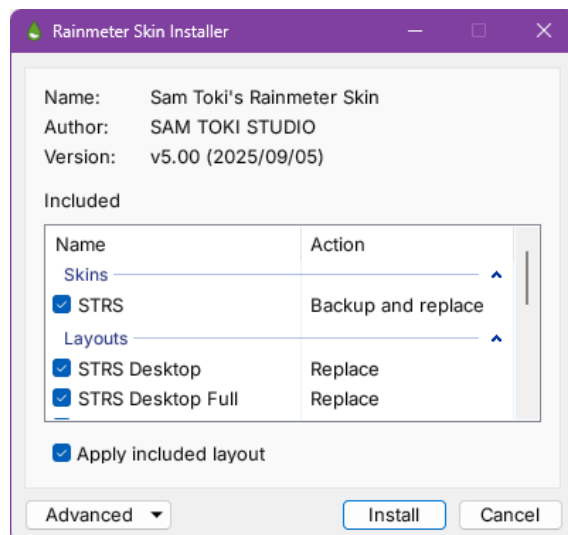 Rainmeter Skin Installer
Name: Sam Toki's Rainmeter Skin
Author: SAM TOKI STUDIO
Version: v5.00 (2025/09/05)
Included
Name Action
Skins
STRS Backup and replace
Layouts
STRS Desktop Replace
STRS Desktop Full Replace
Apply included layout
Advanced Install Cancel